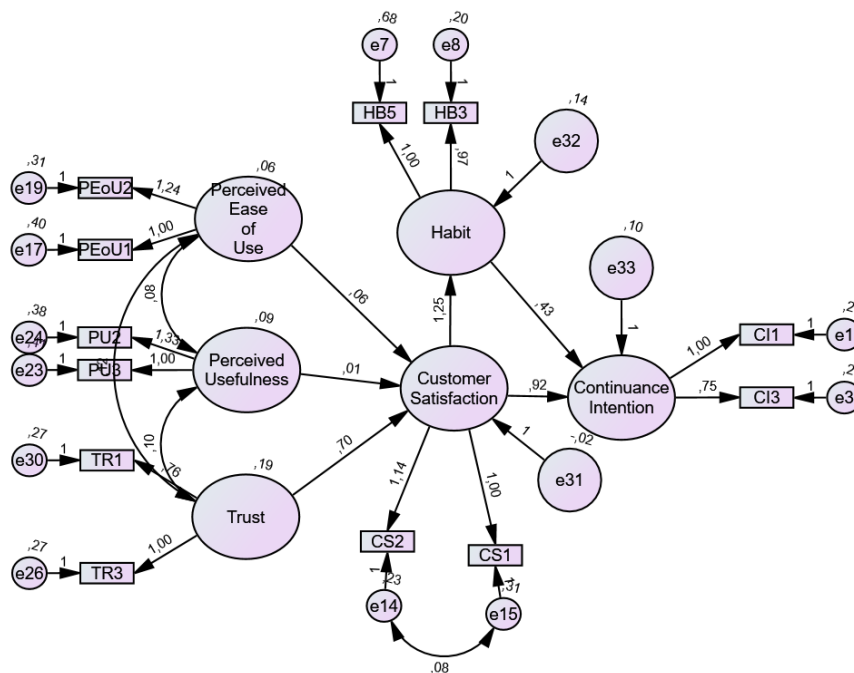 ,68
,20
e7
e8
1
1
HB5
HB3
,14
e32
1,00
,97
1
,31
e19
1
PEoU2
1,24
,06
Perceived
Ease
of
Use
,40
e17
1
PEoU1
1,00
Habit
,10
e33
,08
,06
1,25
,43
1
,38
e24
1
PU2
1,33
,09
e23
1
PU3
1,00
Perceived
Usefulness
,01
Customer
Satisfaction
,92
Continuance
Intention
1,00
CI1
1
,75
CI3
1
,10
,27
e30
1
TR1
,76
,70
1
-,02
e31
,19
Trust
1,14
1,00
,27
e26
1
TR3
1,00
CS2
CS1
1
,23
,31
e14
e15
,08